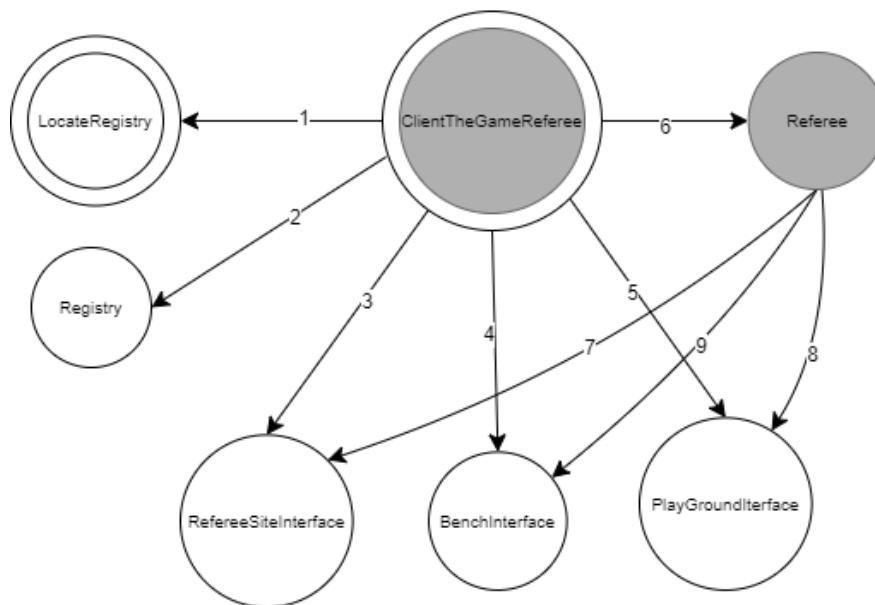 LocateRegistry
1
ClientTheGameReferee
6
Referee
2
Registry
3
4
5
7
9
8
RefereeSiteInterface
BenchInterface
PlayGroundIterface